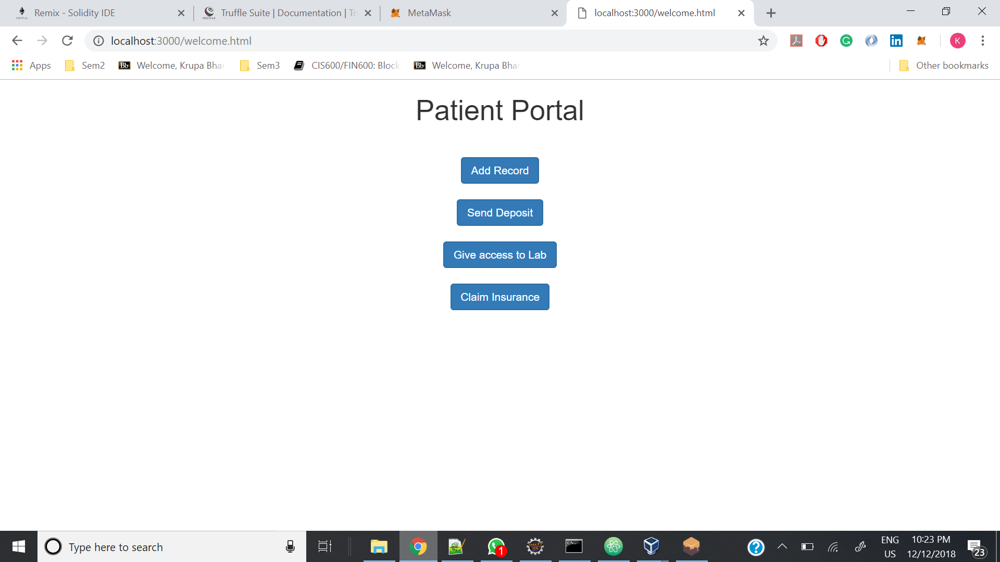 Remix - Solidity IDE
Truffle Suite | Documentation | Tr
MetaMask
localhost:3000/welcome.html
localhost:3000/welcome.html
K
Apps
Sem2
Bb Welcome, Krupa Bhar
Sem3
CIS600/FIN600: Block
Bb Welcome, Krupa Bhar
Other bookmarks
Patient Portal
Add Record
Send Deposit
Give access to Lab
Claim Insurance
Type here to search
1
ENG
US
10:23 PM
12/12/2018
23